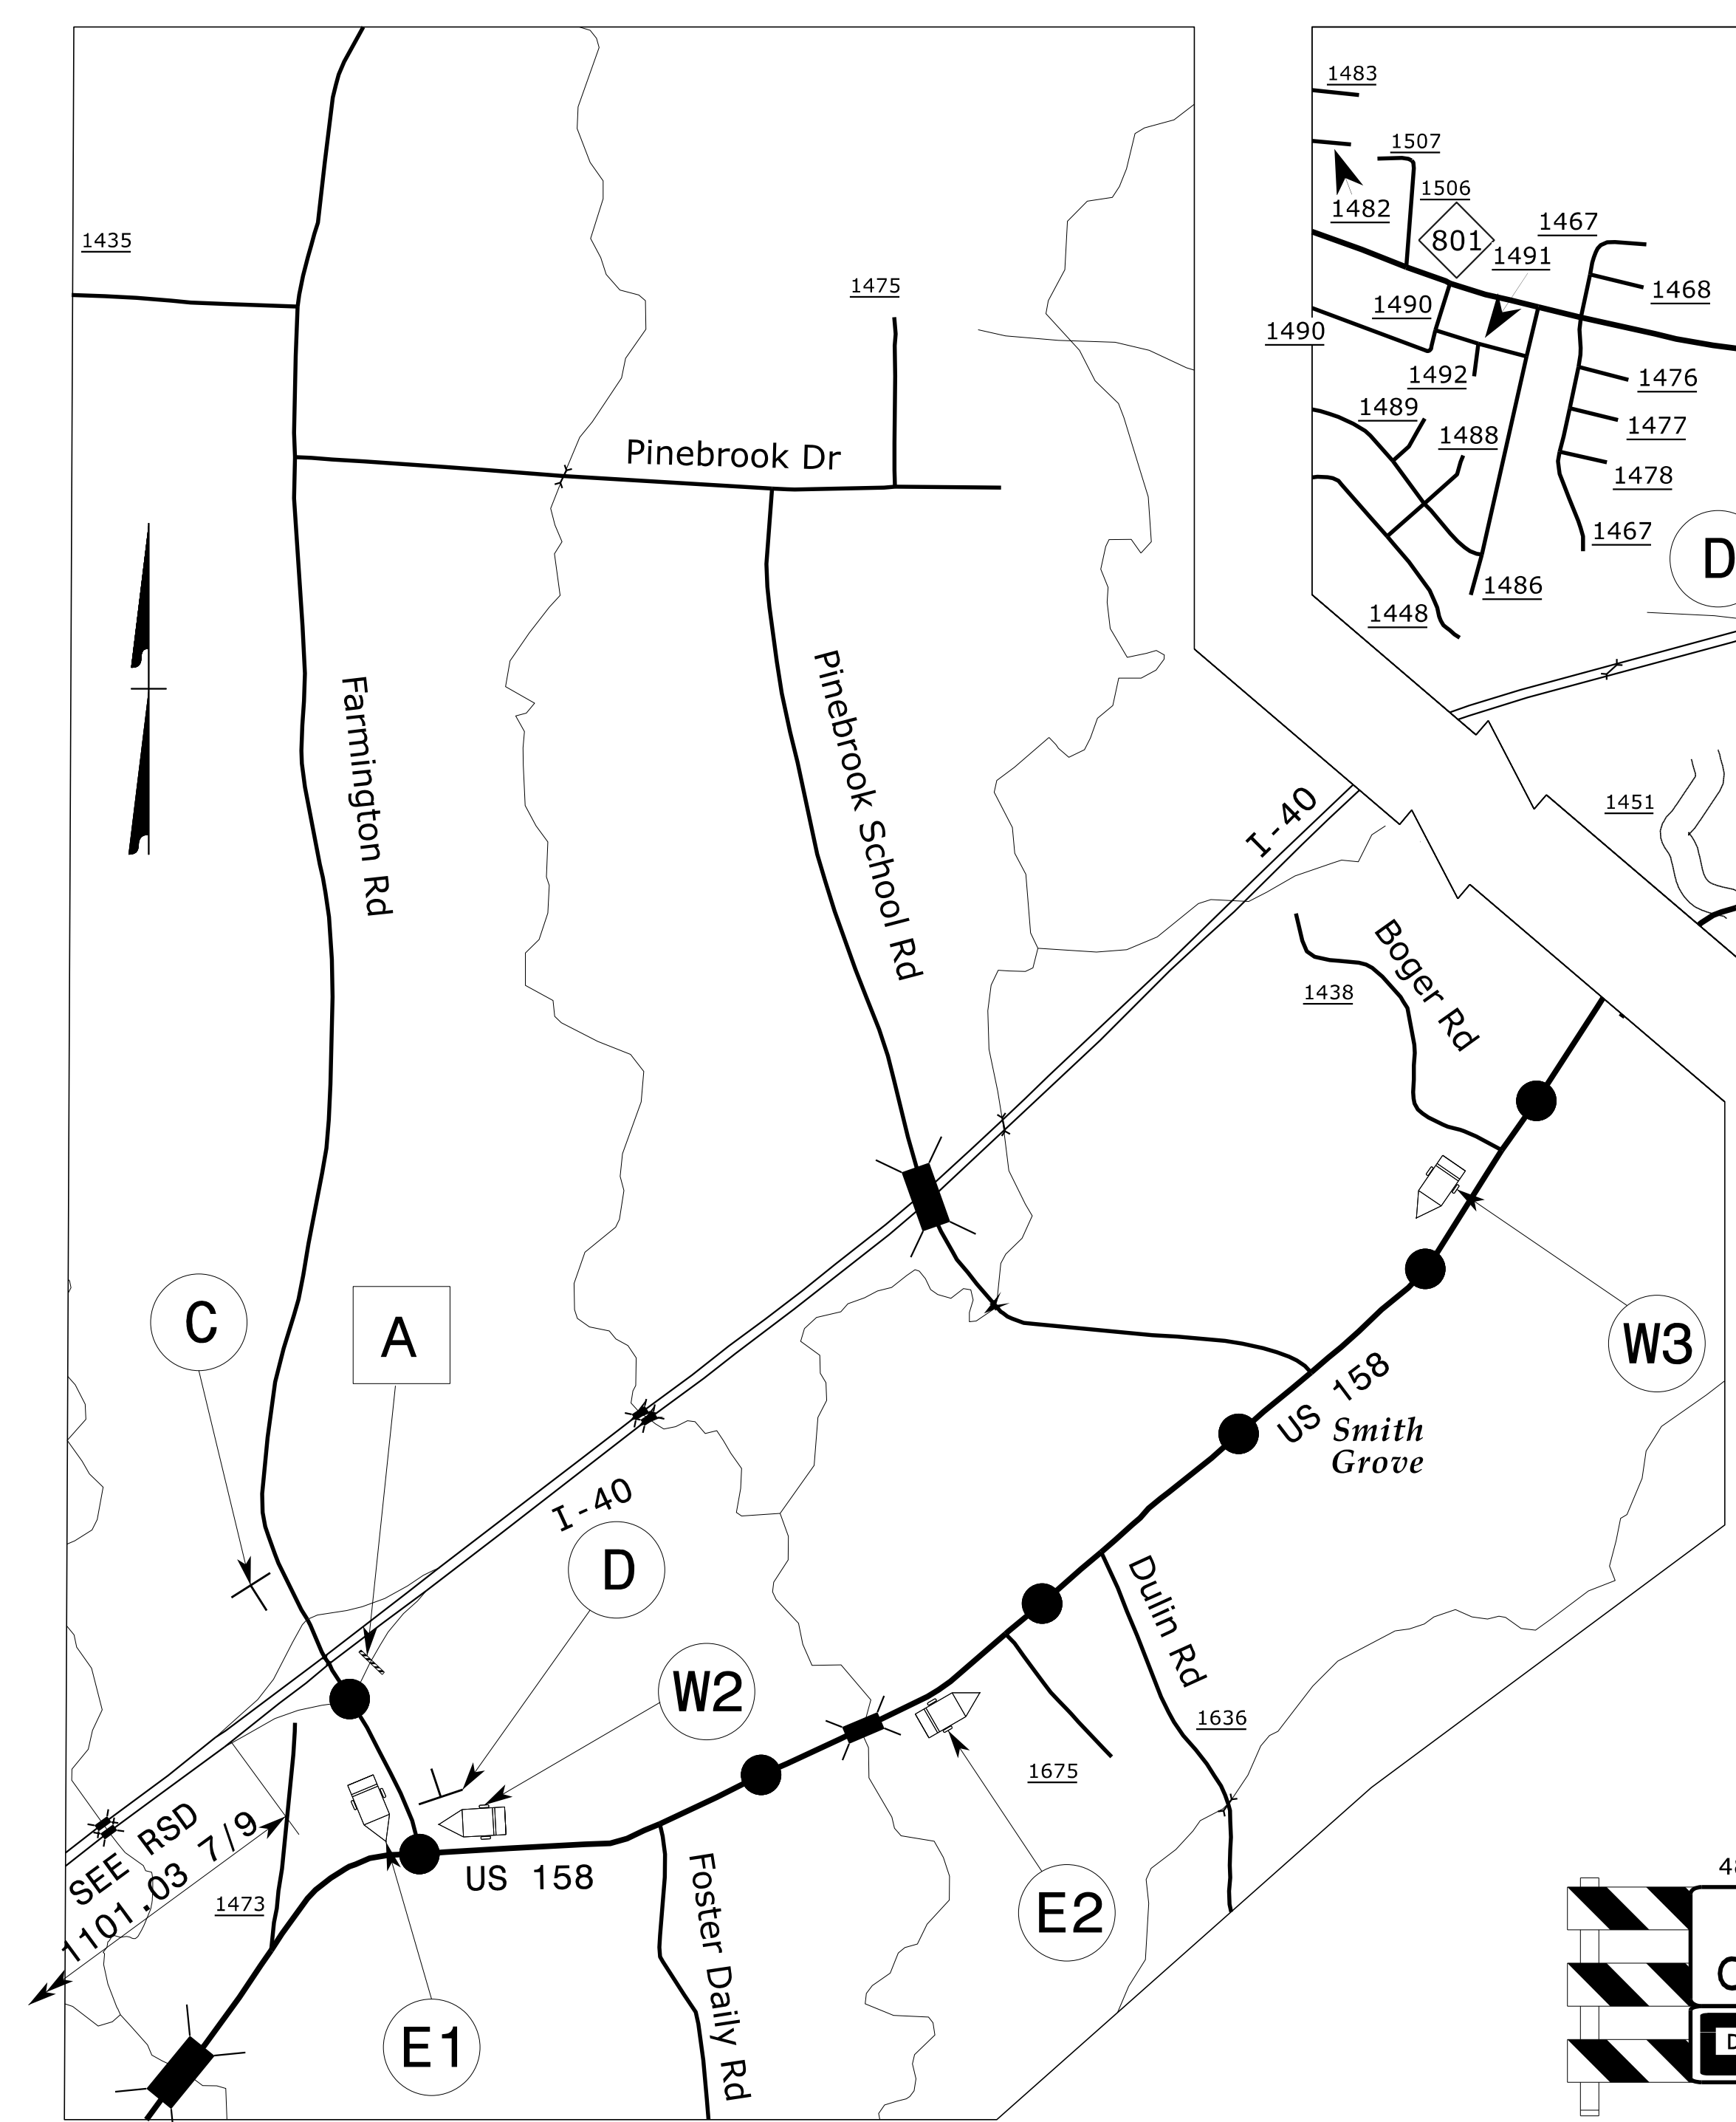 1483
1507
1506
1482
801
1467
1491
1468
1435
1475
1490
1490
1492
1476
1489
1477
1488
1478
Pinebrook Dr
1467
D
1486
1448
Farmington Rd
Pinebrook School Rd
I-40
1451
Boger Rd
1438
C
A
W3
US 158
Smith
Grove
I-40
D
W2
Dulin Rd
1636
1675
SEE RSD
1101.03 7/9
1473
US 158
Foster Daily Rd
E2
E1